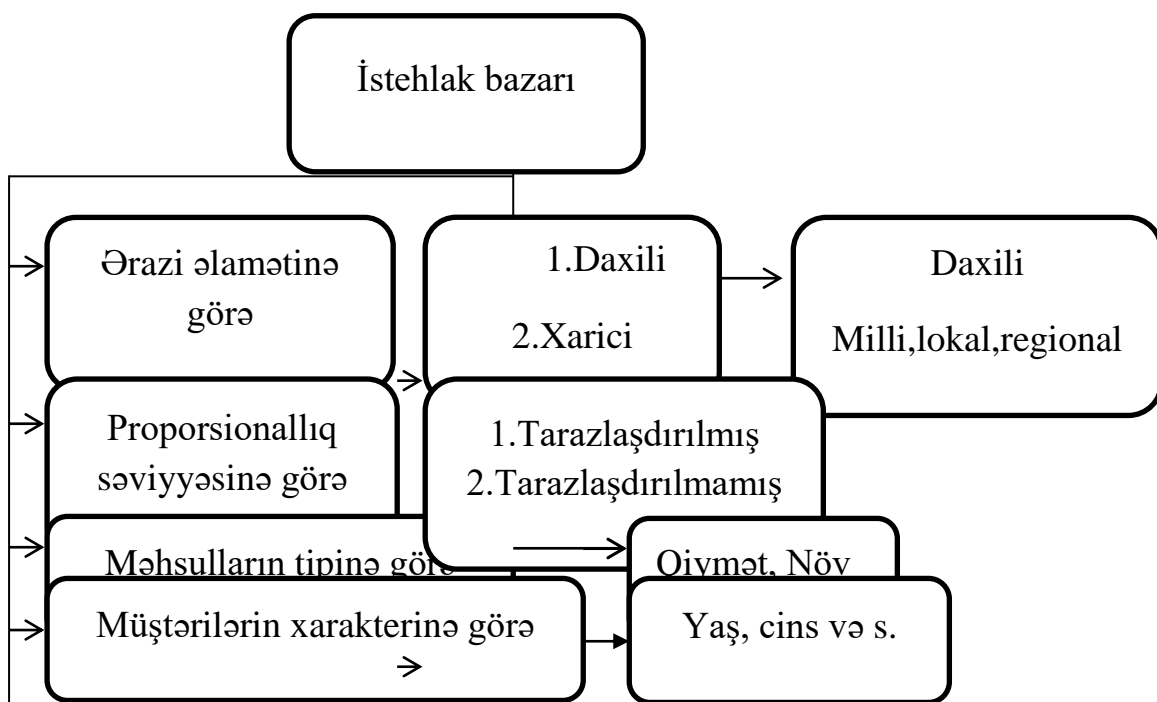 İstehlak bazarı
Ərazi əlamətinə
görə
1.Daxili
2.Xarici
Daxili
Milli,lokal,regional
Proporsionallıq
səviyyəsinə görə
1.Tarazlaşdırılmış
2.Tarazlaşdırılmamış
Məhsulların tipinə görə
Qiymət, Növ
Müştərilərin xarakterinə görə
Yaş, cins və s.